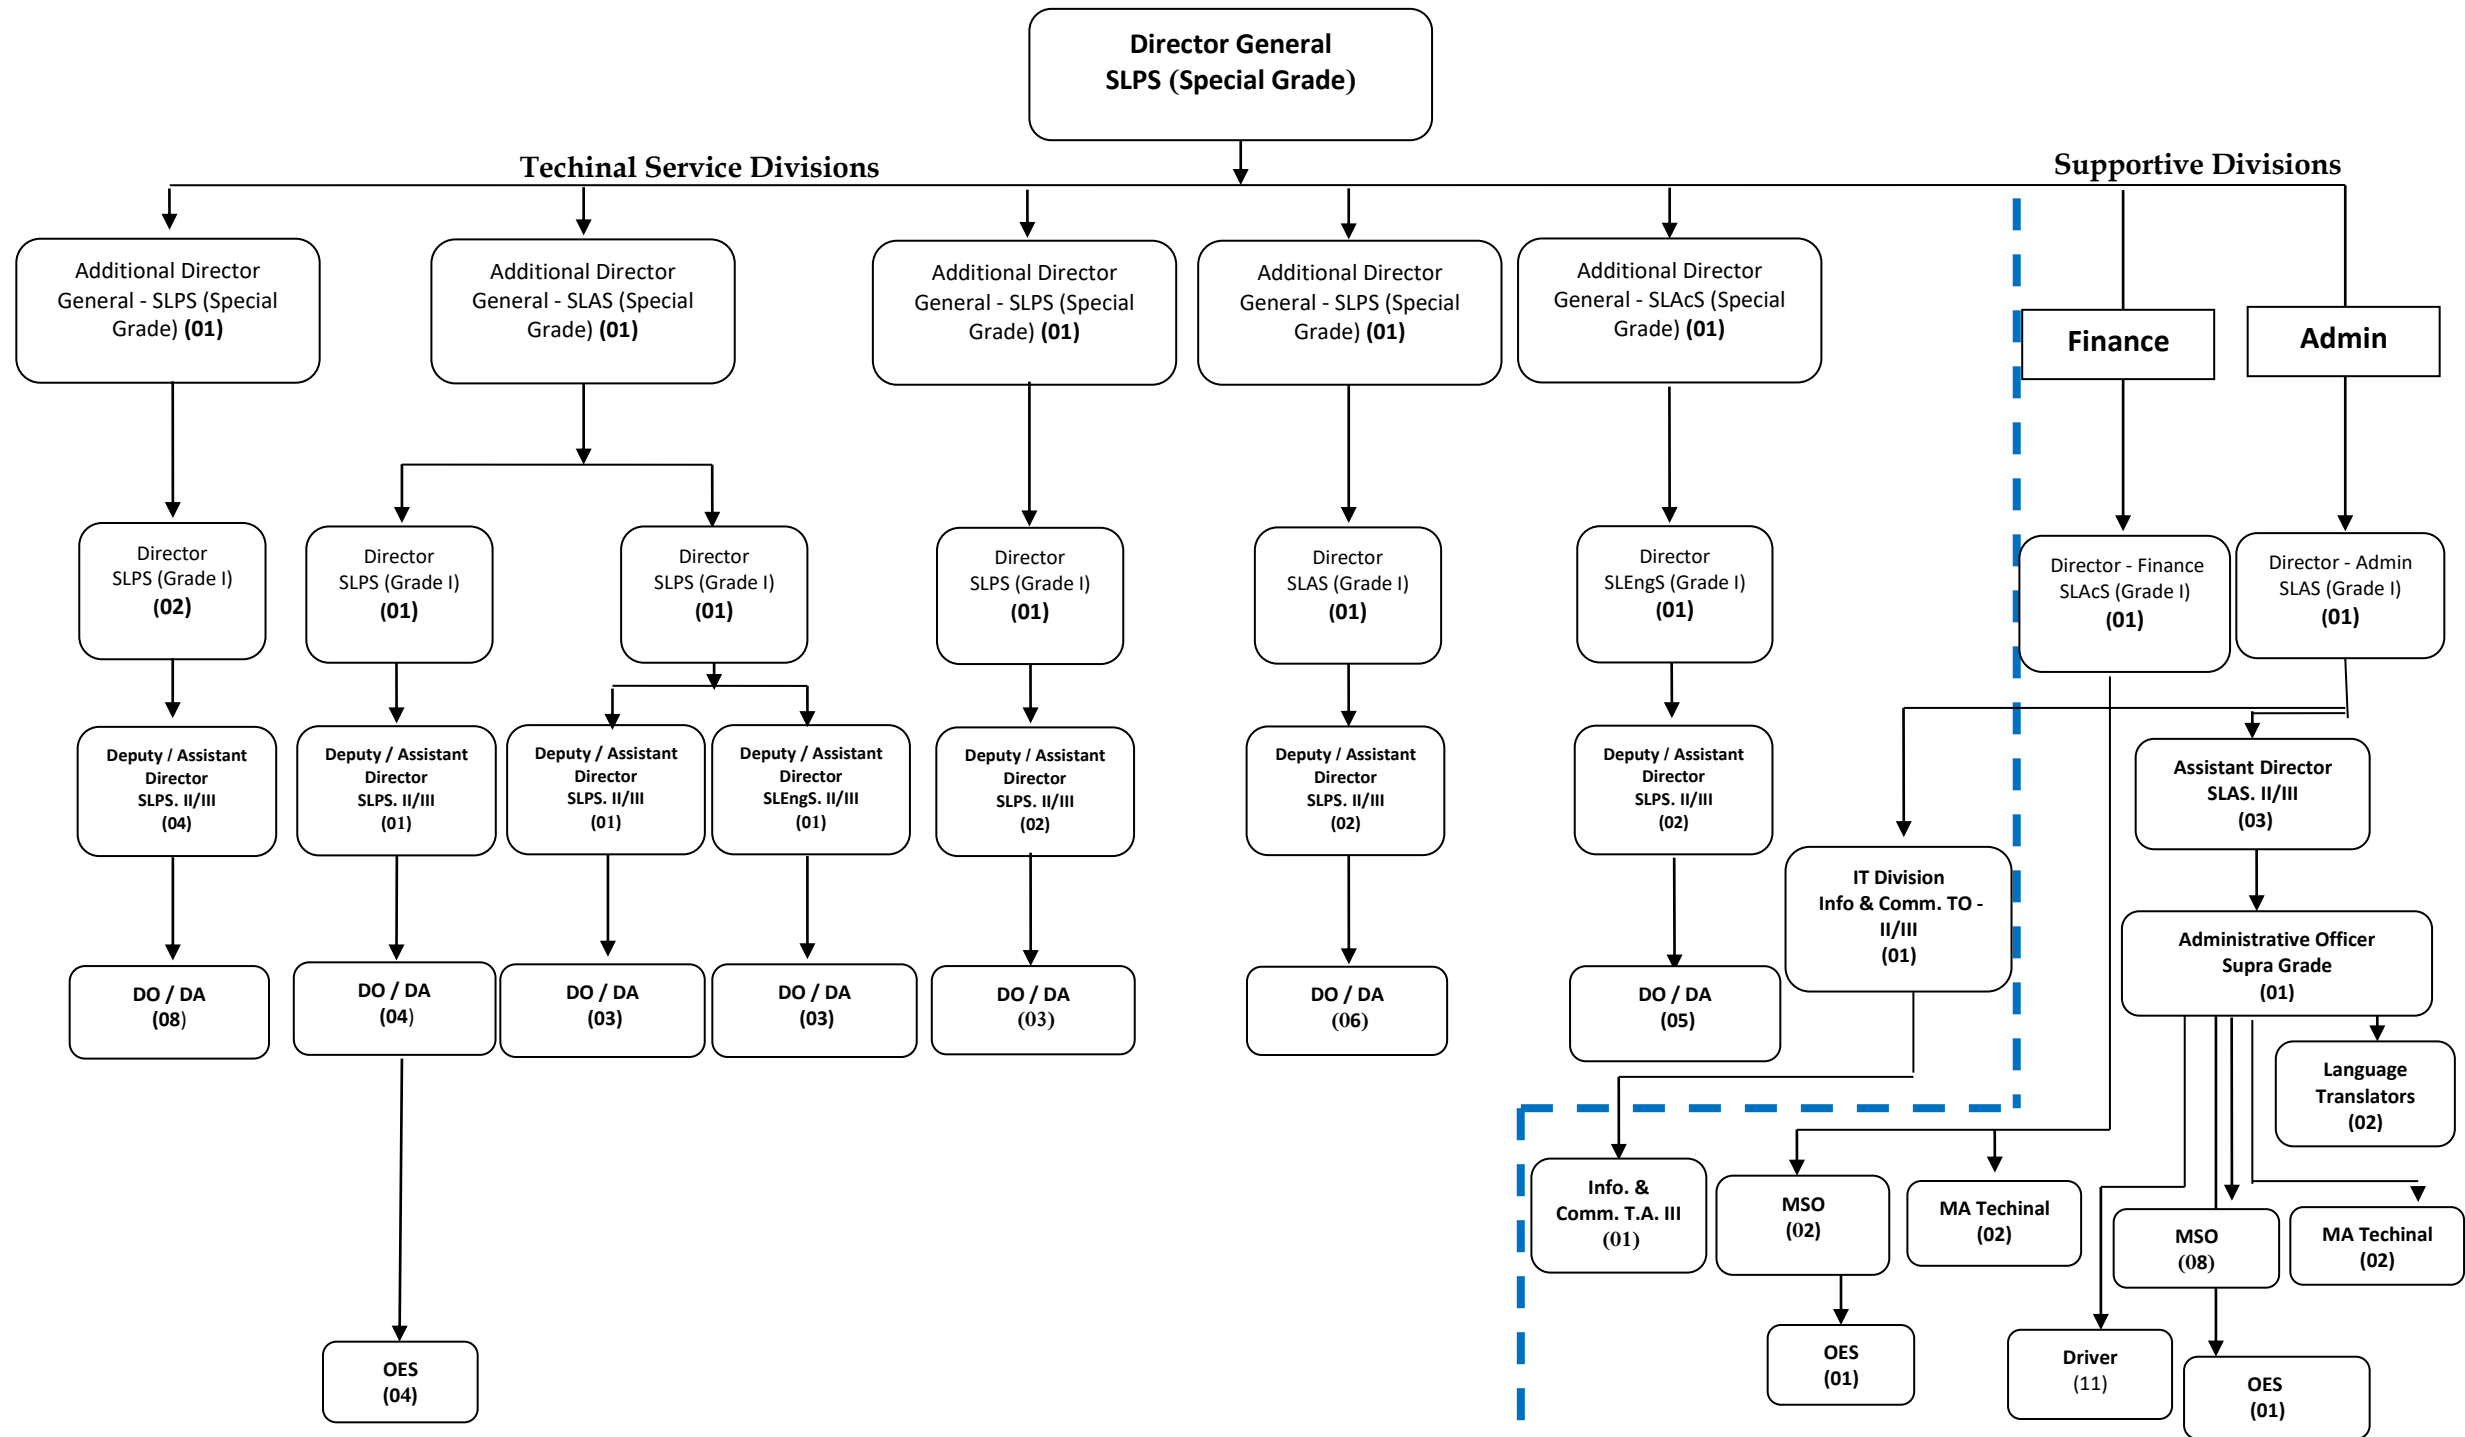 Director General
SLPS (Special Grade)
Techinal Service Divisions
Supportive Divisions
Additional Director
General - SLPS (Special
Grade) (01)
Additional Director
General - SLAS (Special
Grade) (01)
Additional Director
General - SLPS (Special
Grade) (01)
Additional Director
General - SLPS (Special
Grade) (01)
Additional Director
General - SLAcS (Special
Grade) (01)
Finance
Admin
Director
SLPS (Grade I)
(02)
Director
SLPS (Grade I)
(01)
Director
SLPS (Grade I)
(01)
Director
SLPS (Grade I)
(01)
Director
SLAS (Grade I)
(01)
Director
SLEngS (Grade I)
(01)
Director - Finance
SLAcS (Grade I)
(01)
Director - Admin
SLAS (Grade I)
(01)
Deputy / Assistant
Director
SLPS. II/III
(04)
Deputy / Assistant
Director
SLPS. II/III
(01)
Deputy / Assistant
Director
SLPS. II/III
(01)
Deputy / Assistant
Director
SLEngS. II/III
(01)
Deputy / Assistant
Director
SLPS. II/III
(02)
Deputy / Assistant
Director
SLPS. II/III
(02)
Deputy / Assistant
Director
SLPS. II/III
(02)
Assistant Director
SLAS. II/III
(03)
IT Division
Info & Comm. TO -
II/III
(01)
Administrative Officer
Supra Grade
(01)
DO / DA
(08)
DO / DA
(04)
DO / DA
(03)
DO / DA
(03)
DO / DA
(03)
DO / DA
(06)
DO / DA
(05)
Language
Translators
(02)
Info. &
Comm. T.A. III
(01)
MSO
(02)
MA Techinal
(02)
MSO
(08)
MA Techinal
(02)
OES
(04)
OES
(01)
Driver
(11)
OES
(01)